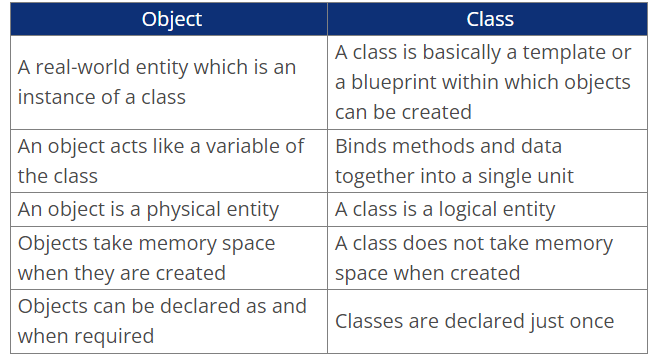 Object
Class
A real-world entity which is an
instance of a class
A class is basically a template or
a blueprint within which objects
can be created
An object acts like a variable of
the class
Binds methods and data
together into a single unit
An object is a physical entity
A class is a logical entity
Objects take memory space
when they are created
A class does not take memory
space when created
Objects can be declared as and
when required
Classes are declared just once